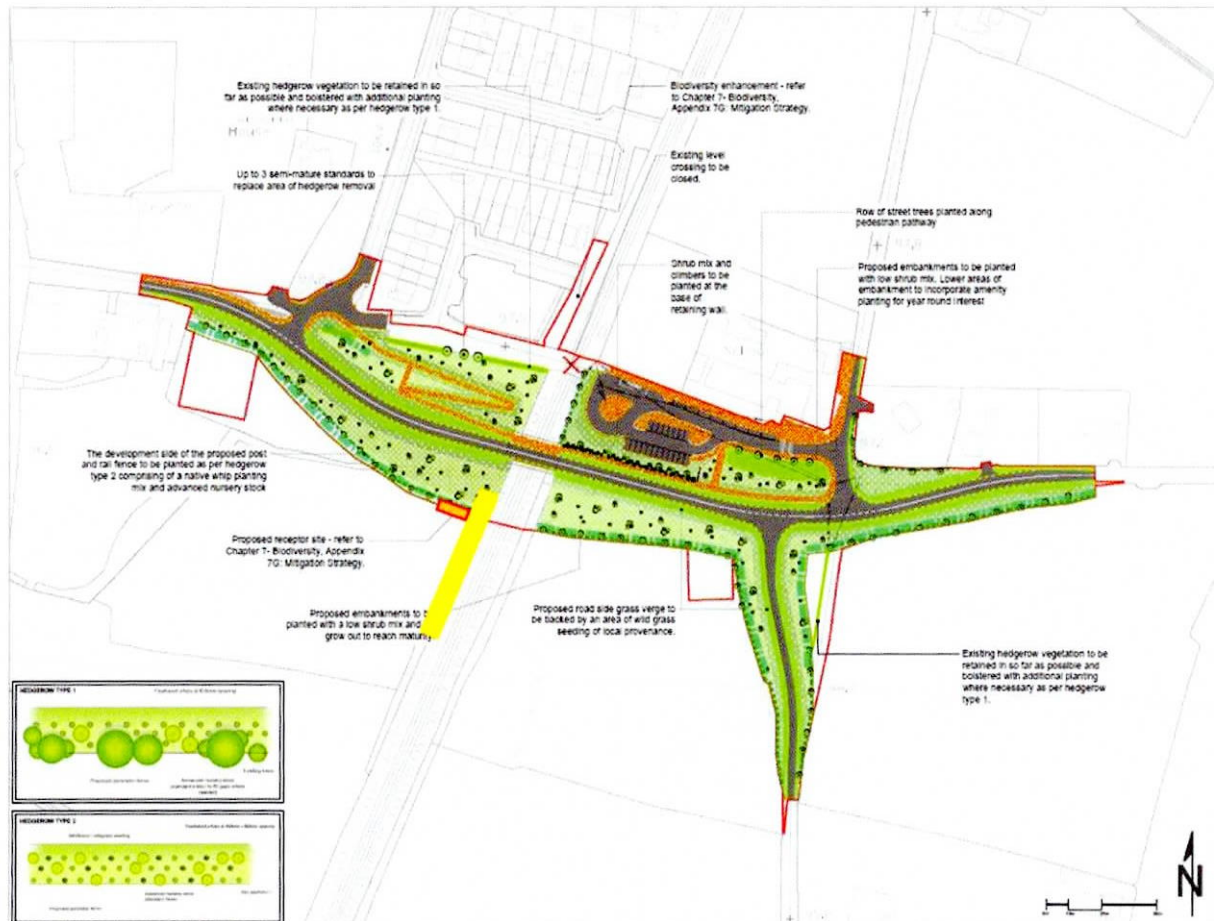 Existing hedgerow vegetation to be retained in so
far as possible and bolstered with additional planting
where necessary as per hedgerow type 1.
Biodiversity enhancement - refer
to Chapter 7- Biodiversity,
Appendix 7G: Mitigation Strategy.
Up to 3 semi-mature standards to
replace area of hedgerow removal
Existing level
crossing to be
closed.
Row of street trees planted along
pedestrian pathway
Shrub mix and
climbers to be
planted at the
base of
retaining wall.
Proposed embankments to be planted
with low shrub mix. Lower areas of
embankment to incorporate amenity
planting for year round interest
The development side of the proposed post
and rail fence to be planted as per hedgerow
type 2 comprising of a native whip planting
mix and advanced nursery stock
Proposed receptor site - refer to
Chapter 7- Biodiversity, Appendix
7G: Mitigation Strategy.
Proposed embankments to b
planted with a low shrub mix and
grow out to reach maturity
Proposed road side grass verge to
be backed by an area of wild grass
seeding of local provenance.
Existing hedgerow vegetation to be
retained in so far as possible and
bolstered with additional planting
where necessary as per hedgerow
type 1.
HEDGEROW TYPE 1
HEDGEROW TYPE 2
N